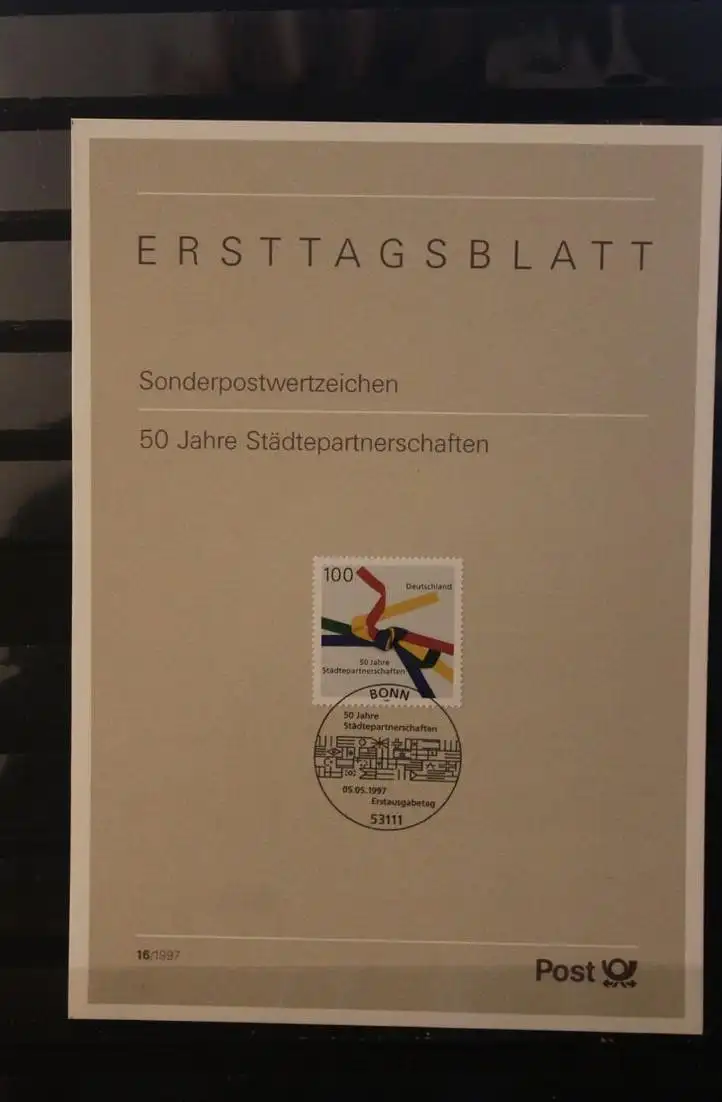 ERSTTAGSBLATT
Sonderpostwertzeichen
50 Jahre Städtepartnerschaften
100
Deutschland
50 Jahre
Städtepartnerschaften
BONN
50 Jahre
Städtepartnerschaften
05.05.1997
Erstausgabetag
53111
16/1997
Post